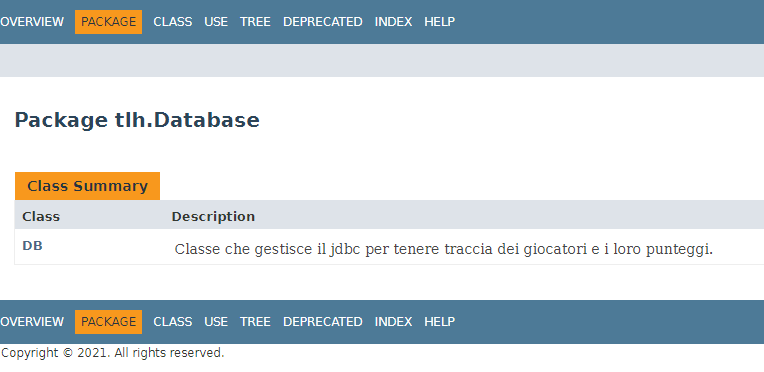 OVERVIEW PACKAGE CLASS USE TREE DEPRECATED INDEX HELP
Package tlh.Database
Class Summary
Class Description
DB Classe che gestisce il jdbc per tenere traccia dei giocatori e i loro punteggi.
OVERVIEW PACKAGE CLASS USE TREE DEPRECATED INDEX HELP
Copyright © 2021. All rights reserved.